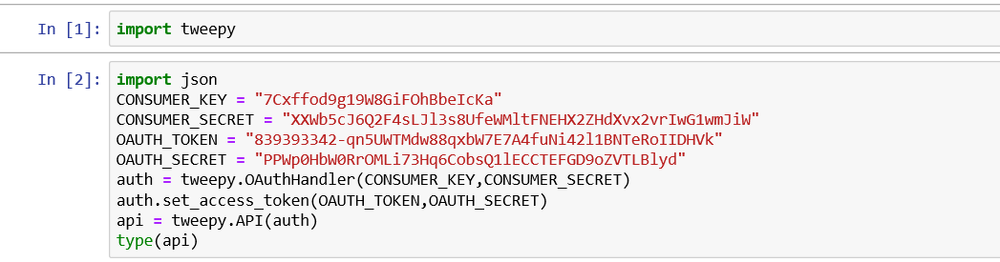 In [1]: import tweepy
In [2]: import json
CONSUMER_KEY = "7Cxffod9g19W8GiFOhBbeIcKa"
CONSUMER_SECRET = "XXWb5cJ6Q2F4sLJl3s8UfeWMltFNEHX2ZHdXvx2vrIwG1wmJiW"
OAUTH_TOKEN = "839393342-qn5UWTMdw88qxbW7E7A4fuNi42l1BNTeRoIIDHVk"
OAUTH_SECRET = "PPWp0HbW0RrOMLi73Hq6CobsQ1lECCTEFGD9oZVTLBlyd"
auth = tweepy.OAuthHandler(CONSUMER_KEY,CONSUMER_SECRET)
auth.set_access_token(OAUTH_TOKEN,OAUTH_SECRET)
api = tweepy.API(auth)
type(api)